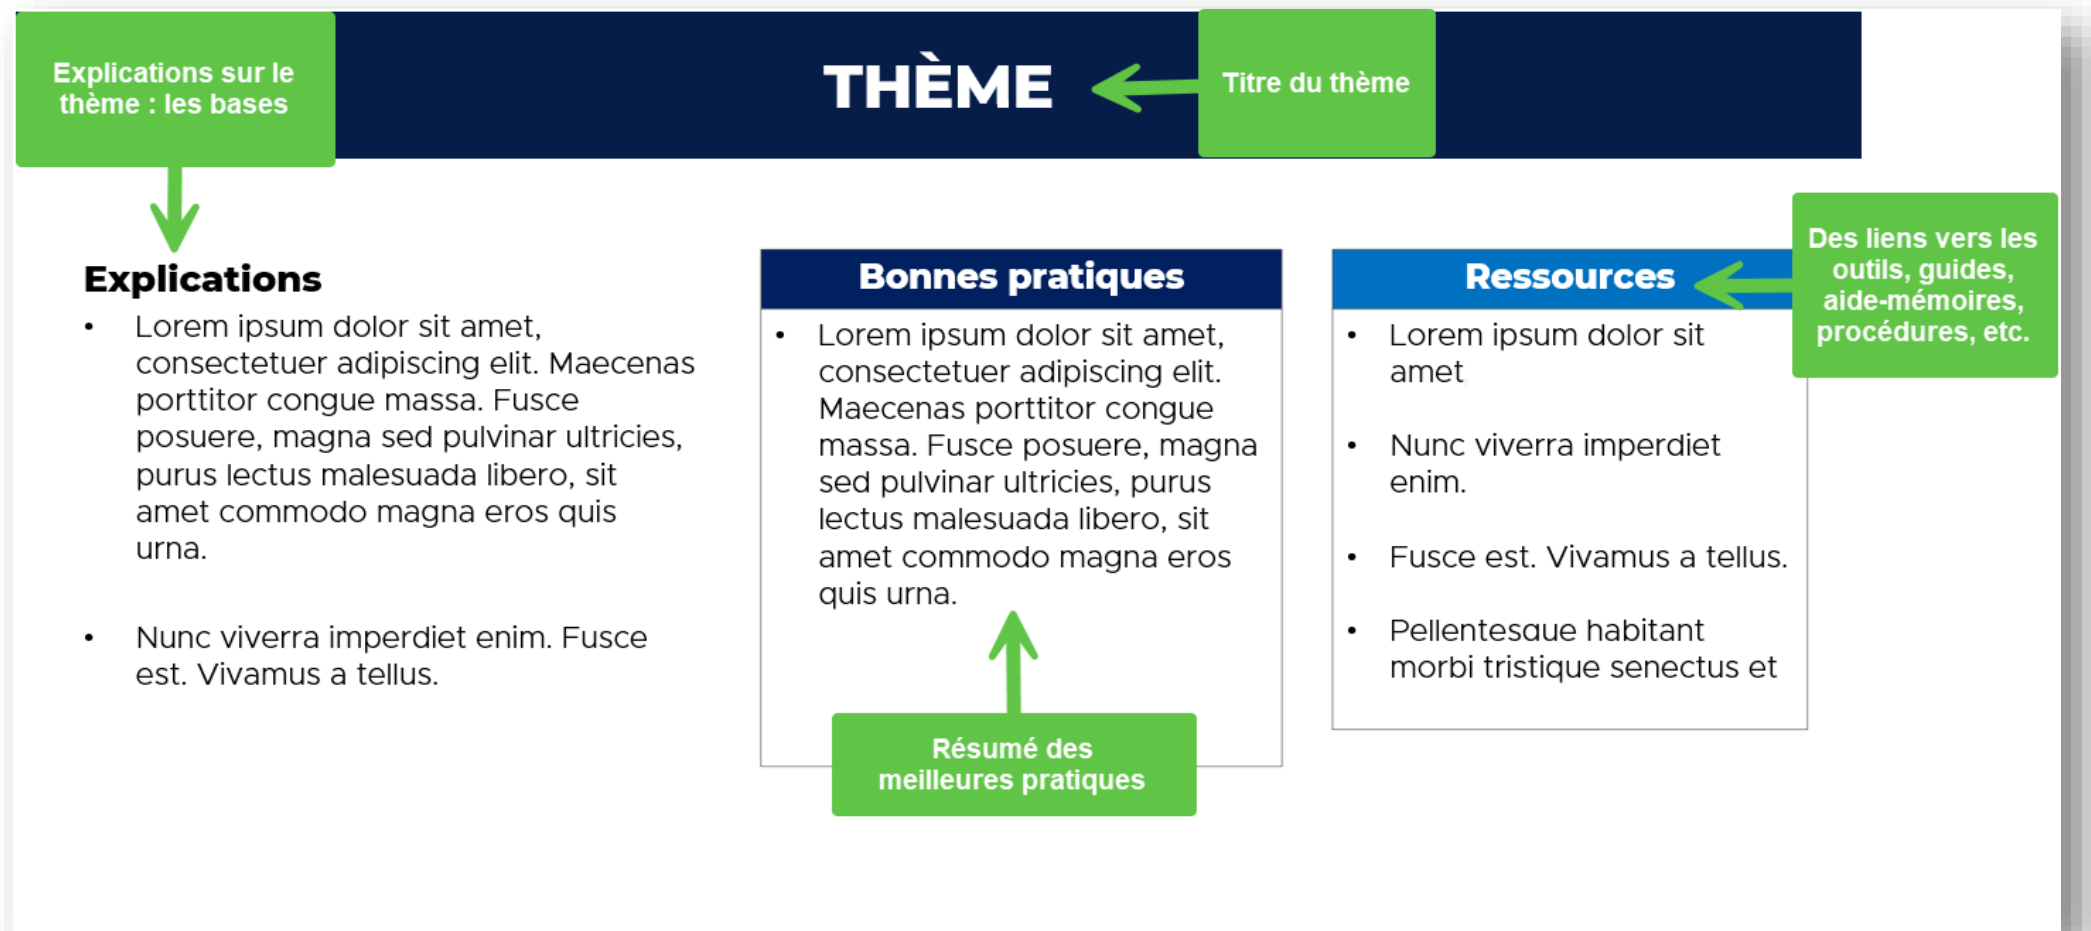 Explications sur le
thème : les bases
THÈME
Titre du thème
Explications
• Lorem ipsum dolor sit amet,
consectetuer adipiscing elit. Maecenas
porttitor congue massa. Fusce
posuere, magna sed pulvinar ultricies,
purus lectus malesuada libero, sit
amet commodo magna eros quis
urna.
• Nunc viverra imperdiet enim. Fusce
est. Vivamus a tellus.
Bonnes pratiques
• Lorem ipsum dolor sit amet,
consectetuer adipiscing elit.
Maecenas porttitor congue
massa. Fusce posuere, magna
sed pulvinar ultricies, purus
lectus malesuada libero, sit
amet commodo magna eros
quis urna.
Résumé des
meilleures pratiques
Ressources
Des liens vers les
outils, guides,
aide-mémoires,
procédures, etc.
• Lorem ipsum dolor sit
amet
• Nunc viverra imperdiet
enim.
• Fusce est. Vivamus a tellus.
• Pellentesque habitant
morbi tristique senectus et